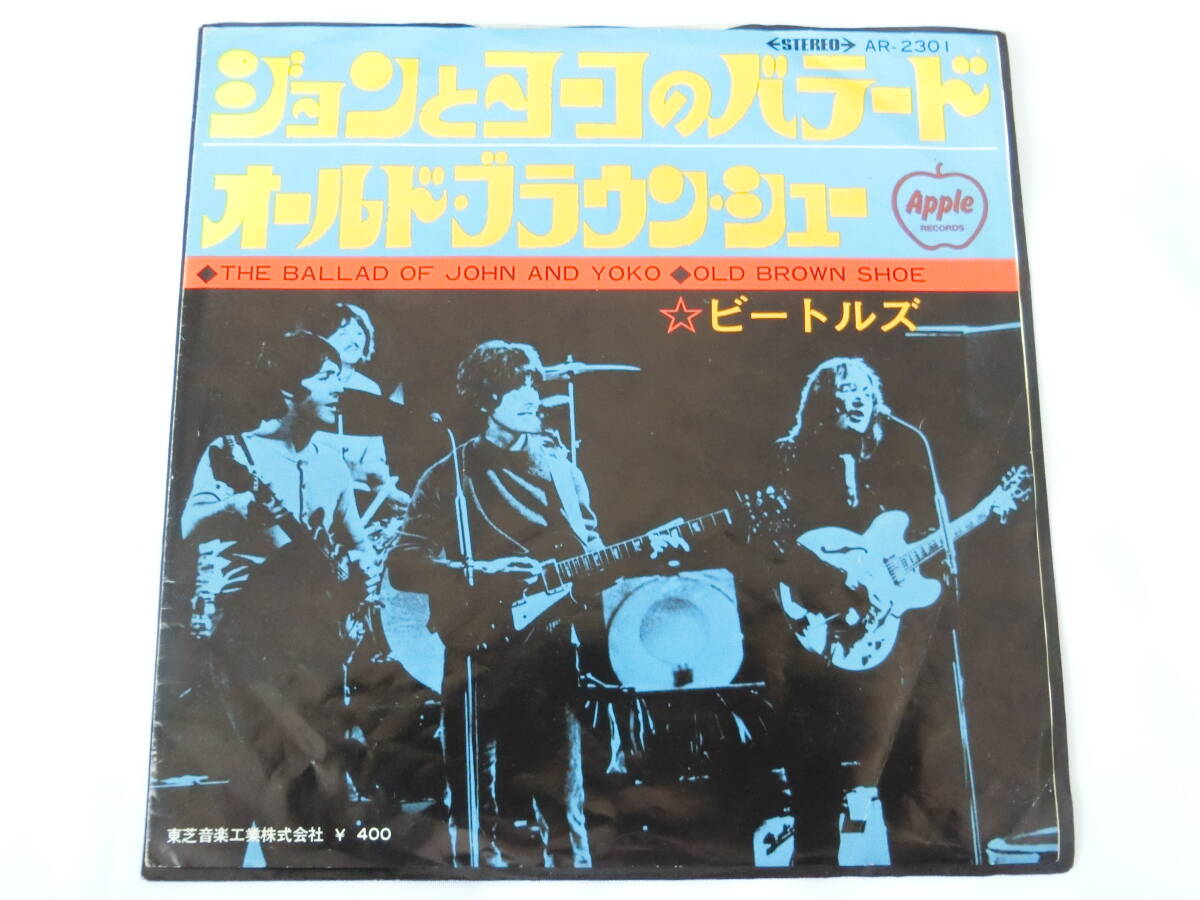 STEREO AR-2301
ジョンとヨーコのバラード
オールド・ブラウン・シュー
Apple
RECORDS
◆THE BALLAD OF JOHN AND YOKO ◆OLD BROWN SHOE
☆ビートルズ
東芝音楽工業株式会社 ¥ 400